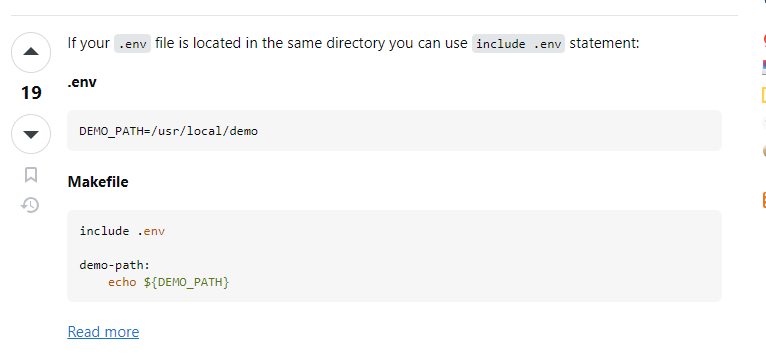 If your .env file is located in the same directory you can use include .env statement:
19
.env
DEMO_PATH=/usr/local/demo
Makefile
include .env
demo-path:
    echo ${DEMO_PATH}
Read more